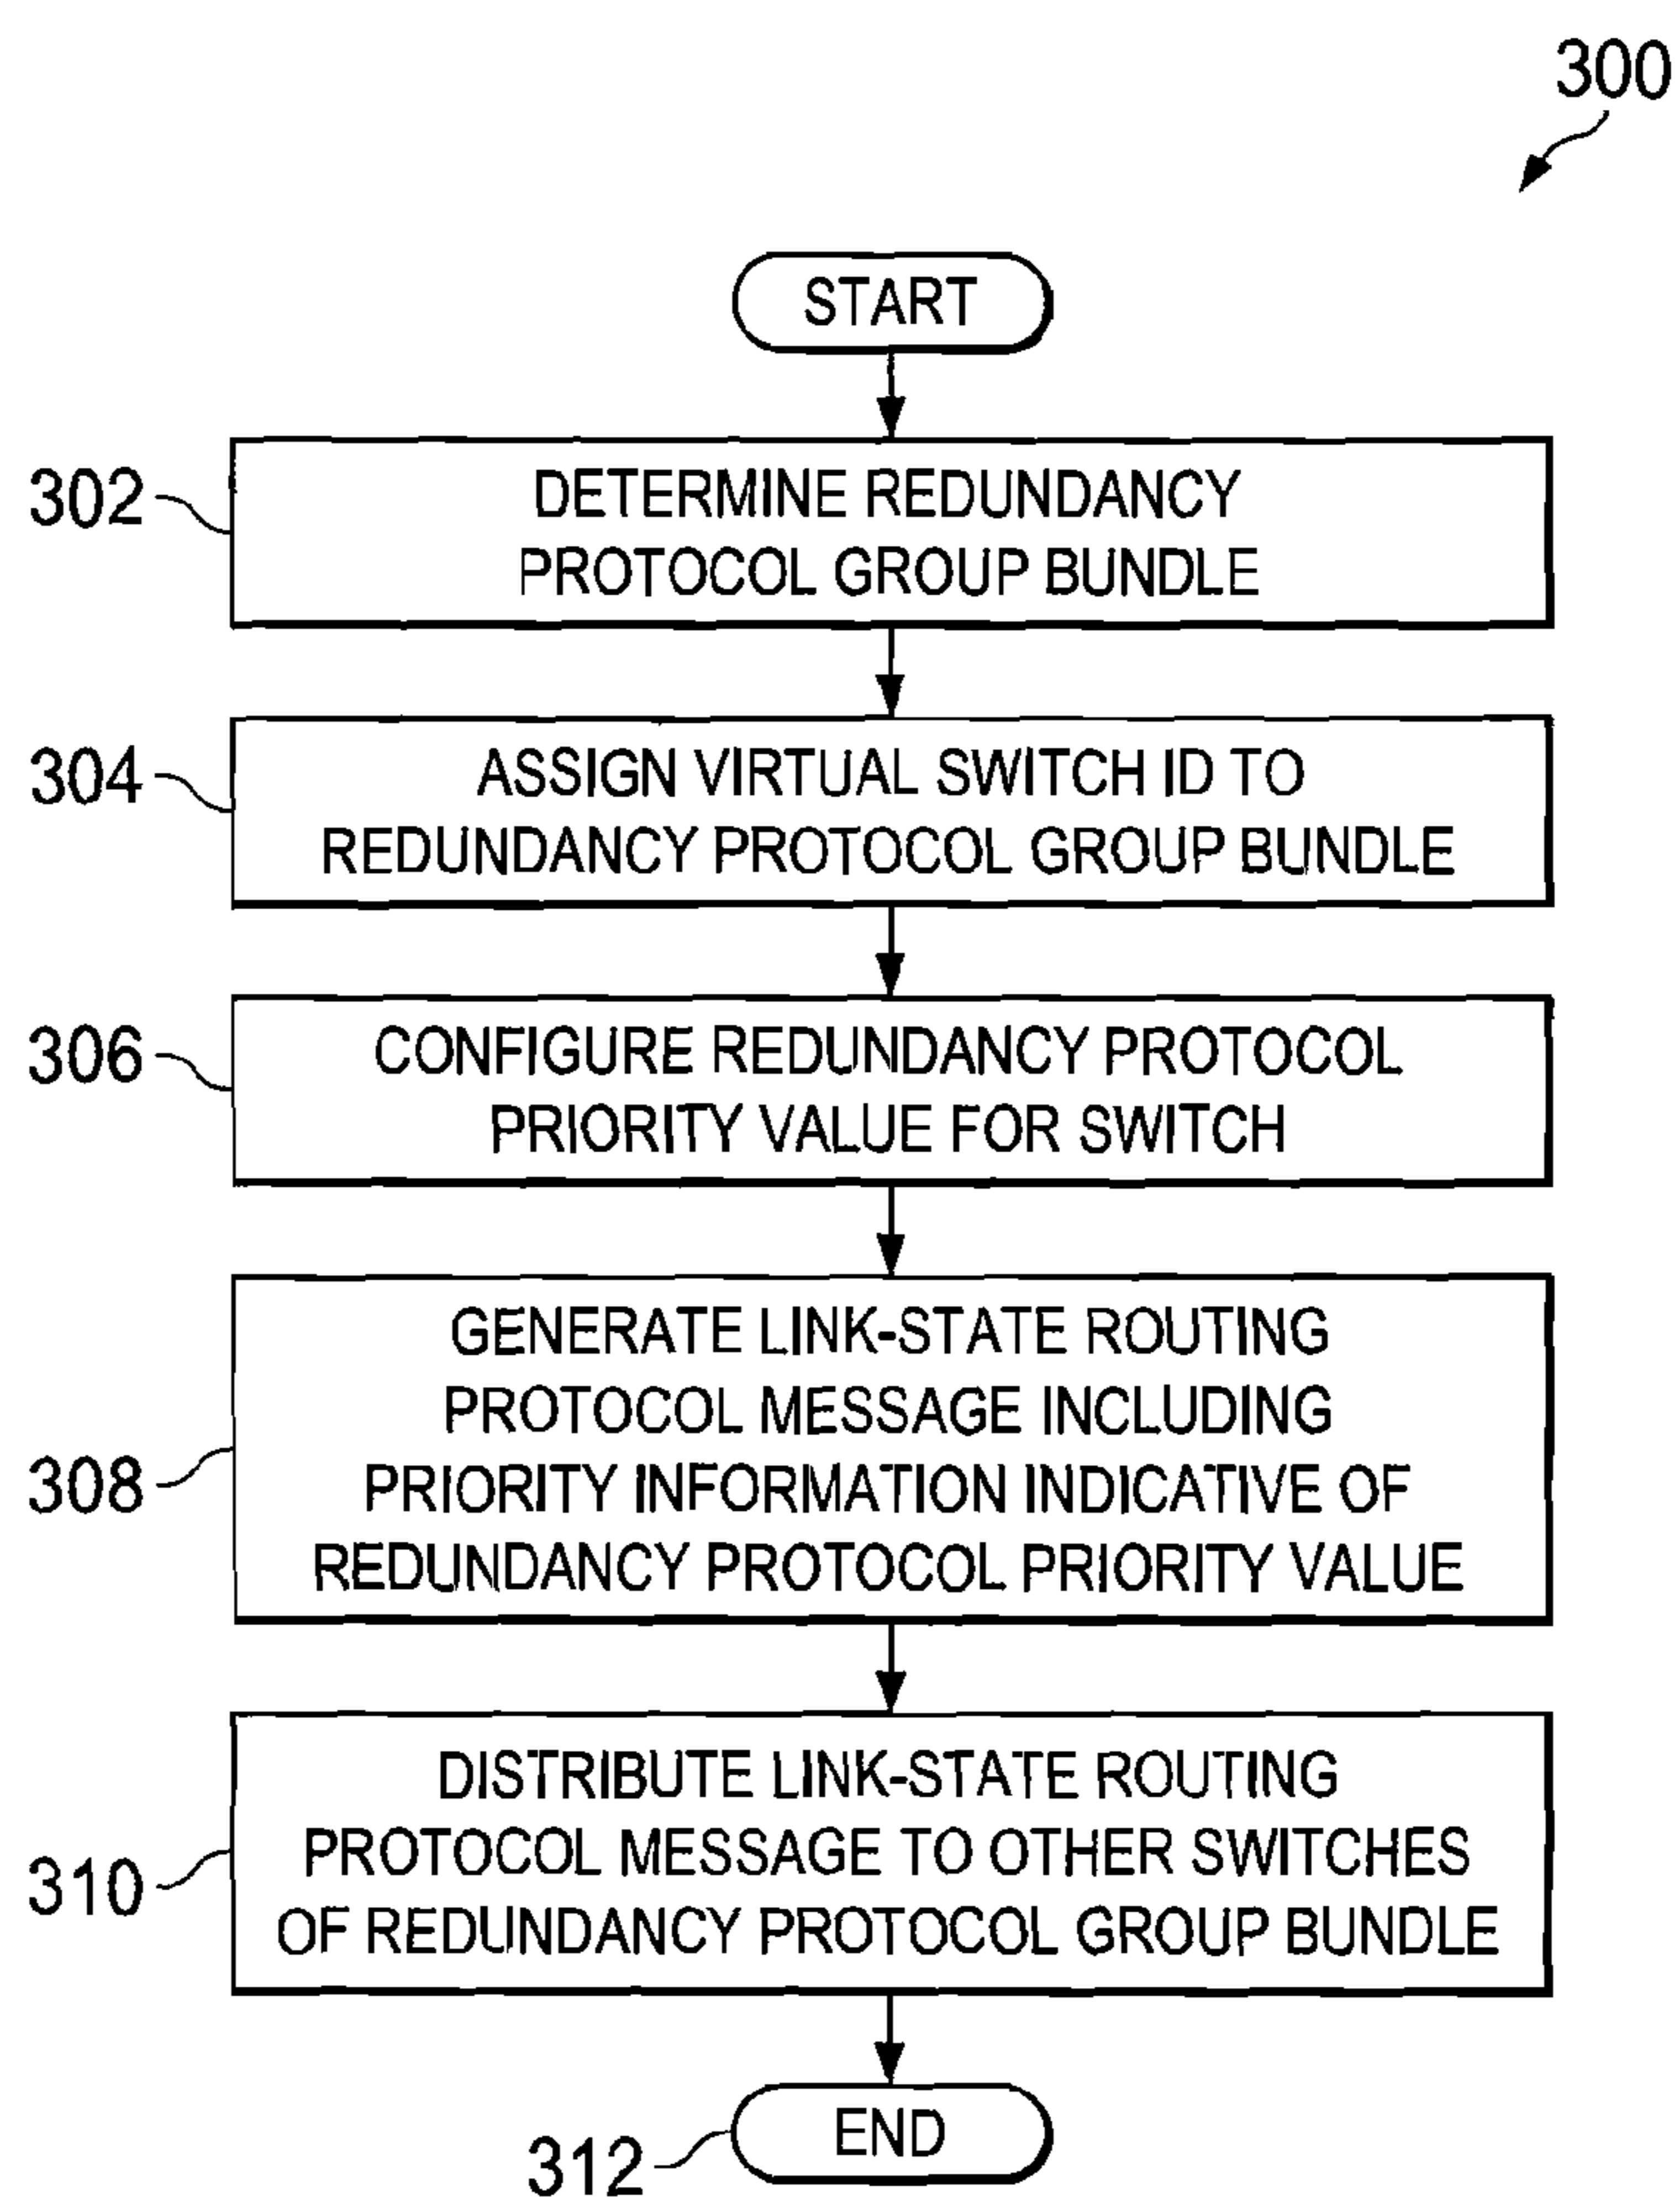 300
START
302
DETERMINE REDUNDANCY
PROTOCOL GROUP BUNDLE
304
ASSIGN VIRTUAL SWITCH ID TO
REDUNDANCY PROTOCOL GROUP BUNDLE
306
CONFIGURE REDUNDANCY PROTOCOL
PRIORITY VALUE FOR SWITCH
308
GENERATE LINK-STATE ROUTING
PROTOCOL MESSAGE INCLUDING
PRIORITY INFORMATION INDICATIVE OF
REDUNDANCY PROTOCOL PRIORITY VALUE
310
DISTRIBUTE LINK-STATE ROUTING
PROTOCOL MESSAGE TO OTHER SWITCHES
OF REDUNDANCY PROTOCOL GROUP BUNDLE
312
END